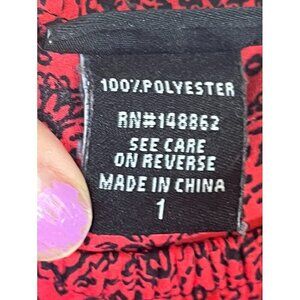 100%POLYESTER
RN#148862
SEE CARE
ON REVERSE
MADE IN CHINA
1